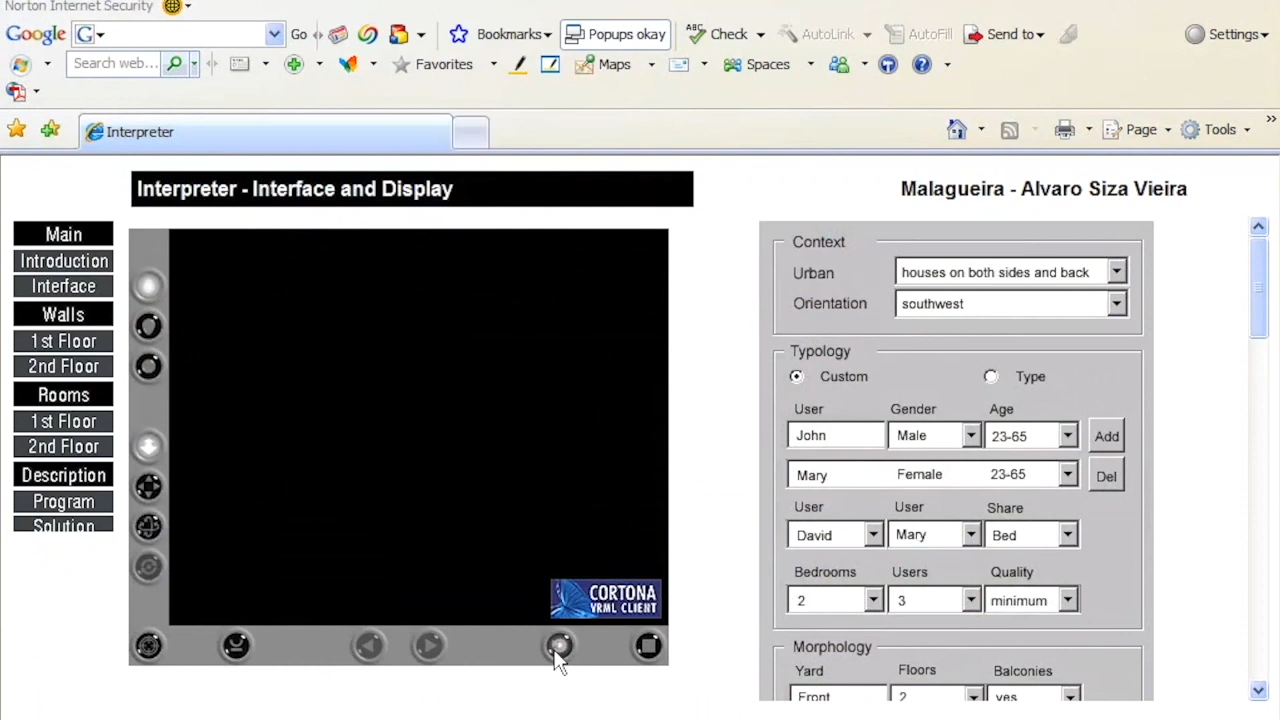 Norton Internet Security
Google G Go Bookmarks Popups okay ABC Check AutoLink AutoFill Send to Settings
Search web... Favorites Maps Spaces
Interpreter Page Tools
Interpreter - Interface and Display Malagueira - Alvaro Siza Vieira
Main
Introduction
Interface
Walls
1st Floor
2nd Floor
Rooms
1st Floor
2nd Floor
Description
Program
Solution
CORTONA
VRML CLIENT
Context
Urban houses on both sides and back
Orientation southwest
Typology
Custom Type
User Gender Age
John Male 23-65 Add
Mary Female 23-65 Del
User User Share
David Mary Bed
Bedrooms Users Quality
2 3 minimum
Morphology
Yard Floors Balconies
Front 2 yes